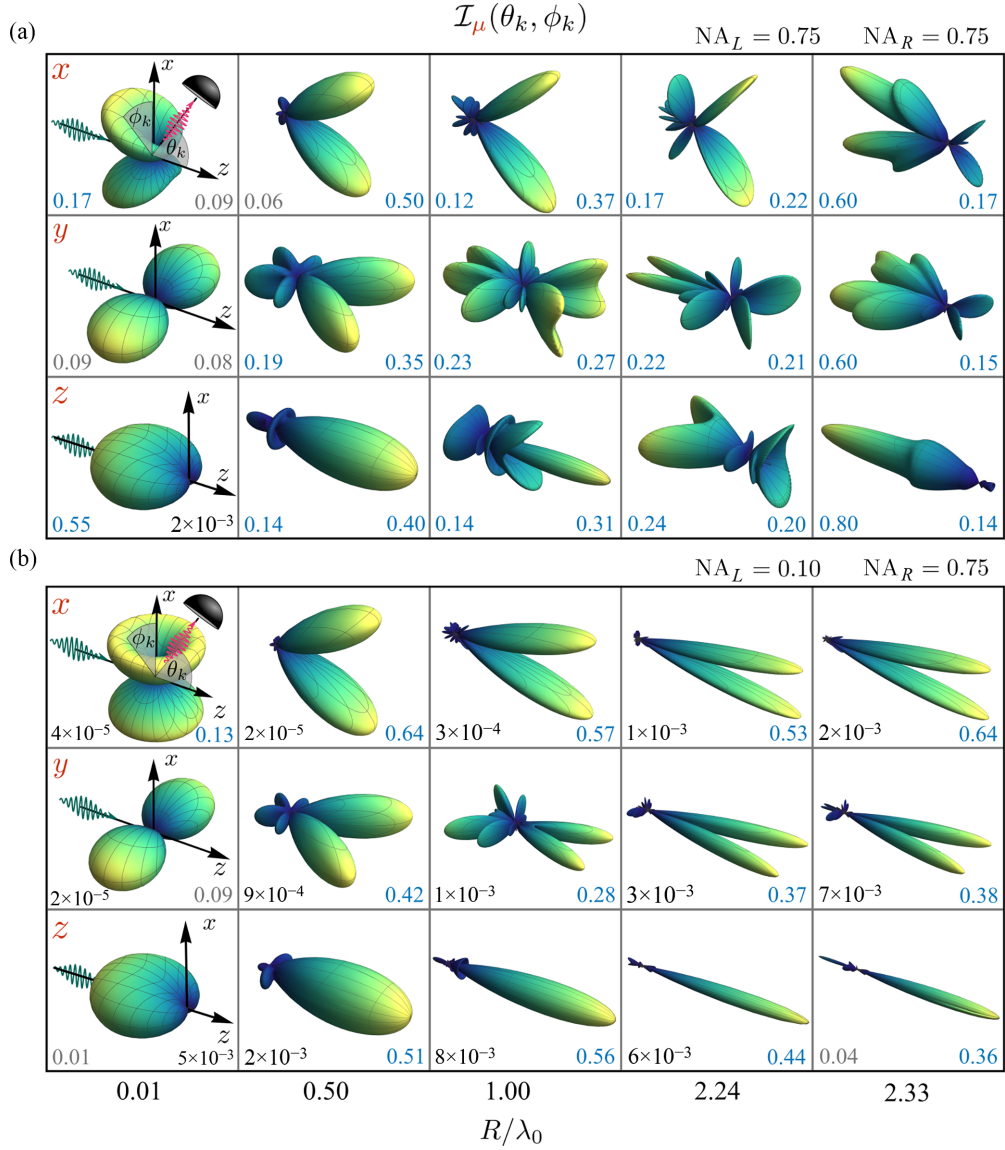 𝓘_μ(θ_k, ϕ_k)
(a)
NA_L = 0.75 NA_R = 0.75
x
x
ϕ_k
θ_k
z
0.17 0.09 0.06 0.50 0.12 0.37 0.17 0.22 0.60 0.17
y
x
z
0.09 0.08 0.19 0.35 0.23 0.27 0.22 0.21 0.60 0.15
z
x
z
0.55 2×10⁻³ 0.14 0.40 0.14 0.31 0.24 0.20 0.80 0.14
(b)
NA_L = 0.10 NA_R = 0.75
x
x
ϕ_k
θ_k
z
4×10⁻⁵ 0.13 2×10⁻⁵ 0.64 3×10⁻⁴ 0.57 1×10⁻³ 0.53 2×10⁻³ 0.64
y
x
z
2×10⁻⁵ 0.09 9×10⁻⁴ 0.42 1×10⁻³ 0.28 3×10⁻³ 0.37 7×10⁻³ 0.38
z
x
z
0.01 5×10⁻³ 2×10⁻³ 0.51 8×10⁻³ 0.56 6×10⁻³ 0.44 0.04 0.36
0.01 0.50 1.00 2.24 2.33
R/λ₀